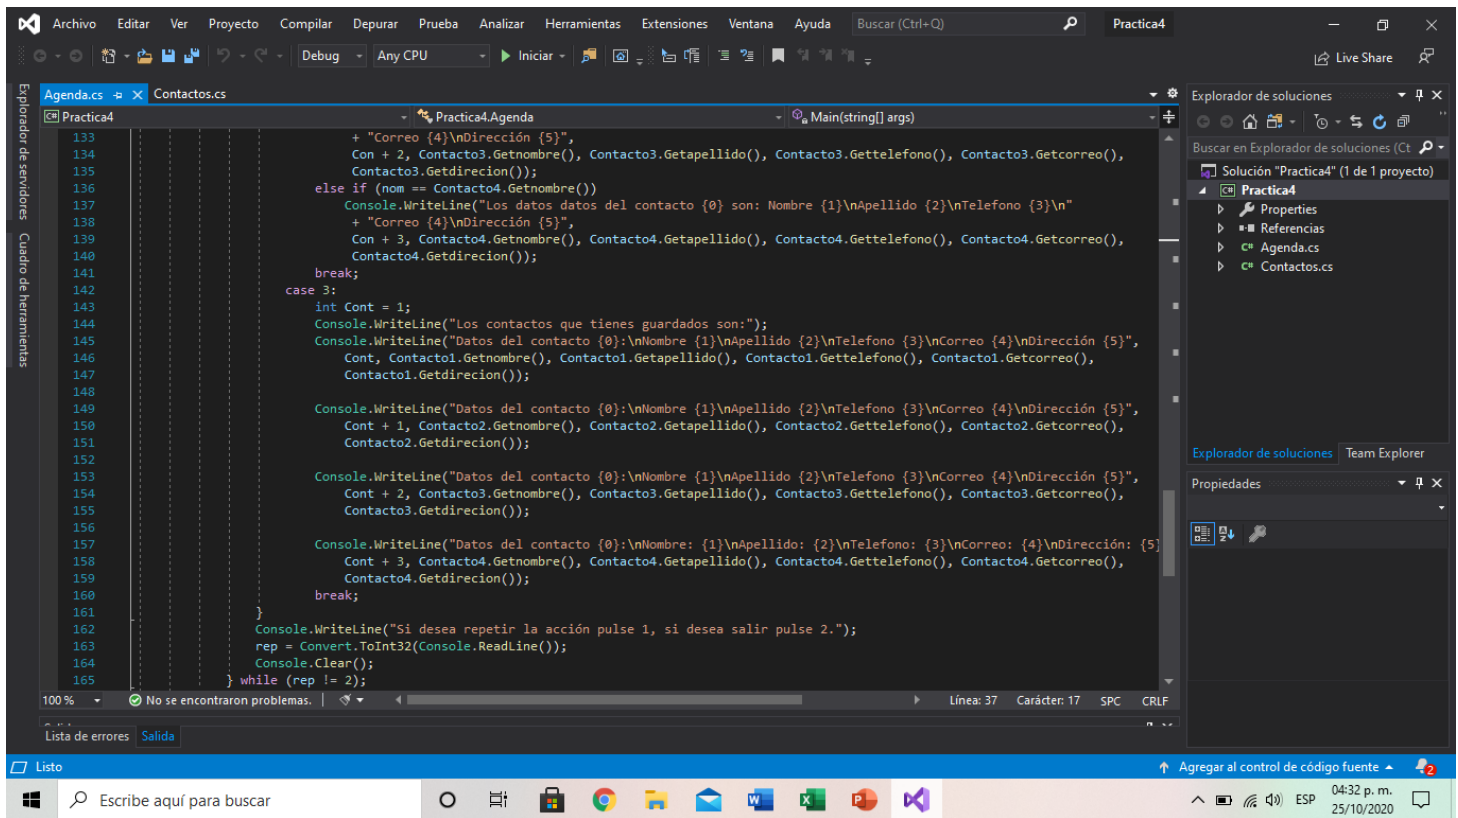 Archivo Editar Ver Proyecto Compilar Depurar Prueba Analizar Herramientas Extensiones Ventana Ayuda Buscar (Ctrl+Q) Practica4
Debug Any CPU Iniciar Live Share
Explorador de servidores
Cuadro de herramientas
Agenda.cs Contactos.cs
Practica4 Practica4.Agenda Main(string[] args)
133 + "Correo {4}\nDirección {5}",
134 Con + 2, Contacto3.Getnombre(), Contacto3.Getapellido(), Contacto3.Gettelefono(), Contacto3.Getcorreo(),
135 Contacto3.Getdirecion());
136 else if (nom == Contacto4.Getnombre())
137 Console.WriteLine("Los datos datos del contacto {0} son: Nombre {1}\nApellido {2}\nTelefono {3}\n"
138 + "Correo {4}\nDirección {5}",
139 Con + 3, Contacto4.Getnombre(), Contacto4.Getapellido(), Contacto4.Gettelefono(), Contacto4.Getcorreo(),
140 Contacto4.Getdirecion());
141 break;
142 case 3:
143 int Cont = 1;
144 Console.WriteLine("Los contactos que tienes guardados son:");
145 Console.WriteLine("Datos del contacto {0}:\nNombre {1}\nApellido {2}\nTelefono {3}\nCorreo {4}\nDirección {5}",
146 Cont, Contacto1.Getnombre(), Contacto1.Getapellido(), Contacto1.Gettelefono(), Contacto1.Getcorreo(),
147 Contacto1.Getdirecion());
148
149 Console.WriteLine("Datos del contacto {0}:\nNombre {1}\nApellido {2}\nTelefono {3}\nCorreo {4}\nDirección {5}",
150 Cont + 1, Contacto2.Getnombre(), Contacto2.Getapellido(), Contacto2.Gettelefono(), Contacto2.Getcorreo(),
151 Contacto2.Getdirecion());
152
153 Console.WriteLine("Datos del contacto {0}:\nNombre {1}\nApellido {2}\nTelefono {3}\nCorreo {4}\nDirección {5}",
154 Cont + 2, Contacto3.Getnombre(), Contacto3.Getapellido(), Contacto3.Gettelefono(), Contacto3.Getcorreo(),
155 Contacto3.Getdirecion());
156
157 Console.WriteLine("Datos del contacto {0}:\nNombre: {1}\nApellido: {2}\nTelefono: {3}\nCorreo: {4}\nDirección: {5}
158 Cont + 3, Contacto4.Getnombre(), Contacto4.Getapellido(), Contacto4.Gettelefono(), Contacto4.Getcorreo(),
159 Contacto4.Getdirecion());
160 break;
161 }
162 Console.WriteLine("Si desea repetir la acción pulse 1, si desea salir pulse 2.");
163 rep = Convert.ToInt32(Console.ReadLine());
164 Console.Clear();
165 } while (rep != 2);
100 % No se encontraron problemas. Línea: 37 Carácter: 17 SPC CRLF
Lista de errores Salida
Explorador de soluciones
Buscar en Explorador de soluciones (Ct
Solución "Practica4" (1 de 1 proyecto)
Practica4
Properties
Referencias
C# Agenda.cs
C# Contactos.cs
Explorador de soluciones Team Explorer
Propiedades
Listo Agregar al control de código fuente 2
Escribe aquí para buscar ESP 04:32 p. m.
25/10/2020